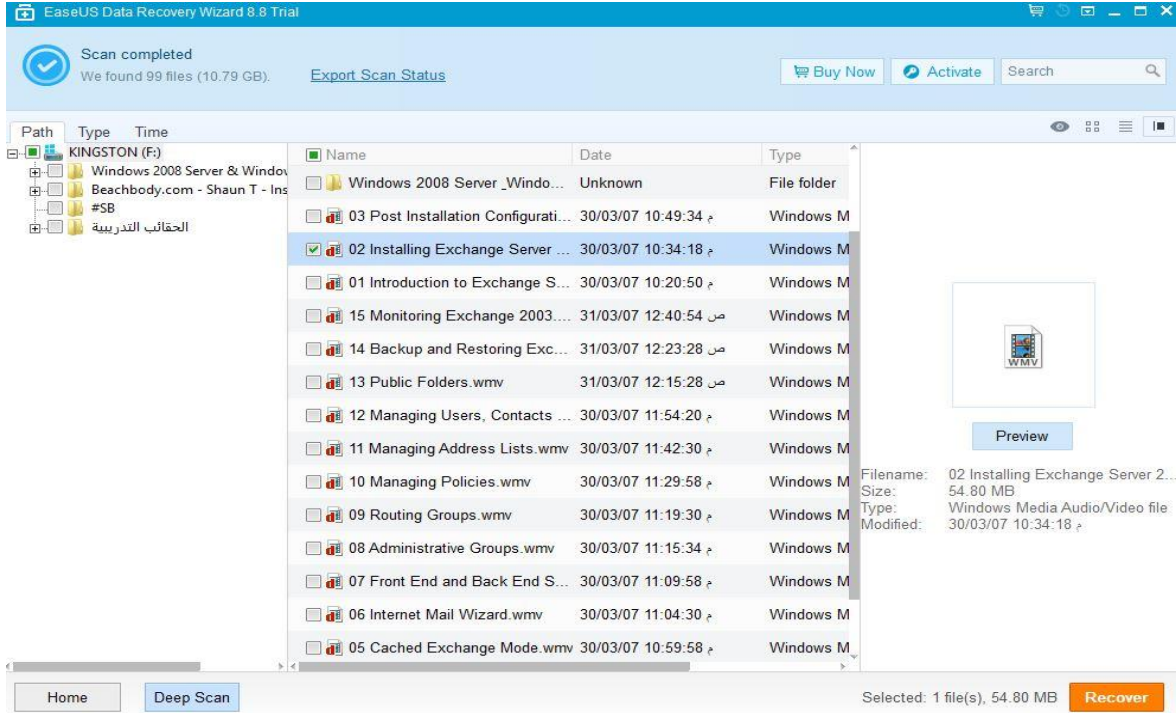 EaseUS Data Recovery Wizard 8.8 Trial
Scan completed
We found 99 files (10.79 GB).
Export Scan Status
Buy Now
Activate
Search
Path Type Time
KINGSTON (F:)
Windows 2008 Server & Window
Beachbody.com - Shaun T - Ins
#SB
الحقائب التدريبية
Name Date Type
Windows 2008 Server _Windo... Unknown File folder
03 Post Installation Configurati... 30/03/07 10:49:34 م Windows M
02 Installing Exchange Server ... 30/03/07 10:34:18 م Windows M
01 Introduction to Exchange S... 30/03/07 10:20:50 م Windows M
15 Monitoring Exchange 2003.... 31/03/07 12:40:54 ص Windows M
14 Backup and Restoring Exc... 31/03/07 12:23:28 ص Windows M
13 Public Folders.wmv 31/03/07 12:15:28 ص Windows M
12 Managing Users, Contacts ... 30/03/07 11:54:20 م Windows M
11 Managing Address Lists.wmv 30/03/07 11:42:30 م Windows M
10 Managing Policies.wmv 30/03/07 11:29:58 م Windows M
09 Routing Groups.wmv 30/03/07 11:19:30 م Windows M
08 Administrative Groups.wmv 30/03/07 11:15:34 م Windows M
07 Front End and Back End S... 30/03/07 11:09:58 م Windows M
06 Internet Mail Wizard.wmv 30/03/07 11:04:30 م Windows M
05 Cached Exchange Mode.wmv 30/03/07 10:59:58 م Windows M
WMV
Preview
Filename: 02 Installing Exchange Server 2...
Size: 54.80 MB
Type: Windows Media Audio/Video file
Modified: 30/03/07 10:34:18 م
Home
Deep Scan
Selected: 1 file(s), 54.80 MB
Recover